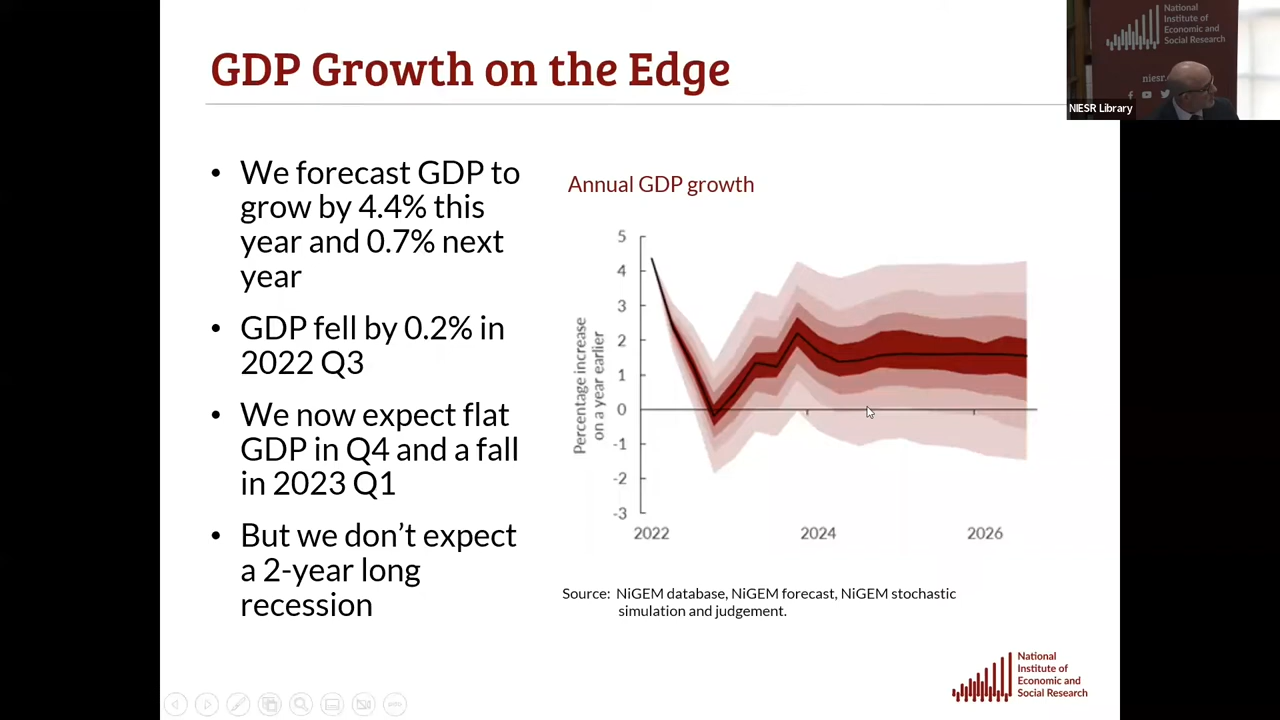 GDP Growth on the Edge
National
Institute of
Economic and
Social Research
niesr.
NIESR Library
• We forecast GDP to
grow by 4.4% this
year and 0.7% next
year
• GDP fell by 0.2% in
2022 Q3
• We now expect flat
GDP in Q4 and a fall
in 2023 Q1
• But we don’t expect
a 2-year long
recession
Annual GDP growth
Percentage increase
on a year earlier
5
4
3
2
1
0
-1
-2
-3
2022 2024 2026
Source: NiGEM database, NiGEM forecast, NiGEM stochastic
simulation and judgement.
National
Institute of
Economic and
Social Research